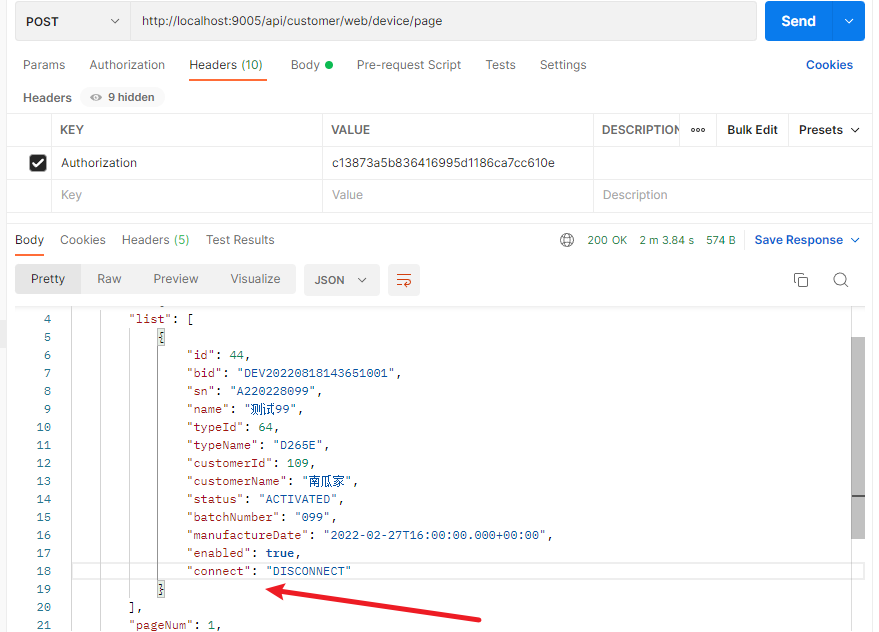 POST http://localhost:9005/api/customer/web/device/page Send
Params Authorization Headers (10) Body Pre-request Script Tests Settings Cookies
Headers 9 hidden
KEY VALUE DESCRIPTION ooo Bulk Edit Presets
Authorization c13873a5b836416995d1186ca7cc610e
Key Value Description
Body Cookies Headers (5) Test Results 200 OK 2 m 3.84 s 574 B Save Response
Pretty Raw Preview Visualize JSON
4 "list": [
5 {
6 "id": 44,
7 "bid": "DEV20220818143651001",
8 "sn": "A220228099",
9 "name": "测试99",
10 "typeId": 64,
11 "typeName": "D265E",
12 "customerId": 109,
13 "customerName": "南瓜家",
14 "status": "ACTIVATED",
15 "batchNumber": "099",
16 "manufactureDate": "2022-02-27T16:00:00.000+00:00",
17 "enabled": true,
18 "connect": "DISCONNECT"
19 }
20 ],
21 "pageNum": 1,